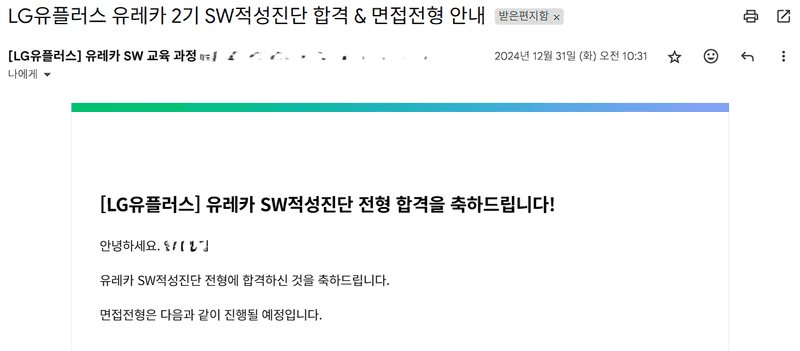 LG유플러스 유레카 2기 SW적성진단 합격 & 면접전형 안내 받은편지함 ×
[LG유플러스] 유레카 SW 교육 과정 2024년 12월 31일 (화) 오전 10:31
나에게
[LG유플러스] 유레카 SW적성진단 전형 합격을 축하드립니다!
안녕하세요.
유레카 SW적성진단 전형에 합격하신 것을 축하드립니다.
면접전형은 다음과 같이 진행될 예정입니다.